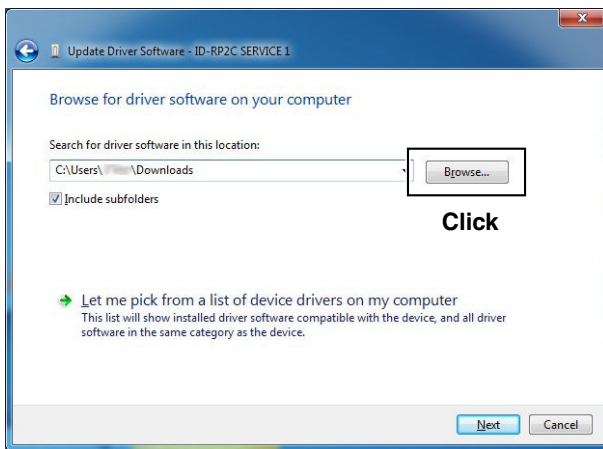 Update Driver Software - ID-RP2C SERVICE 1
Browse for driver software on your computer
Search for driver software in this location:
C:\Users\ \Downloads
Browse...
Include subfolders
Click
Let me pick from a list of device drivers on my computer
This list will show installed driver software compatible with the device, and all driver
software in the same category as the device.
Next
Cancel